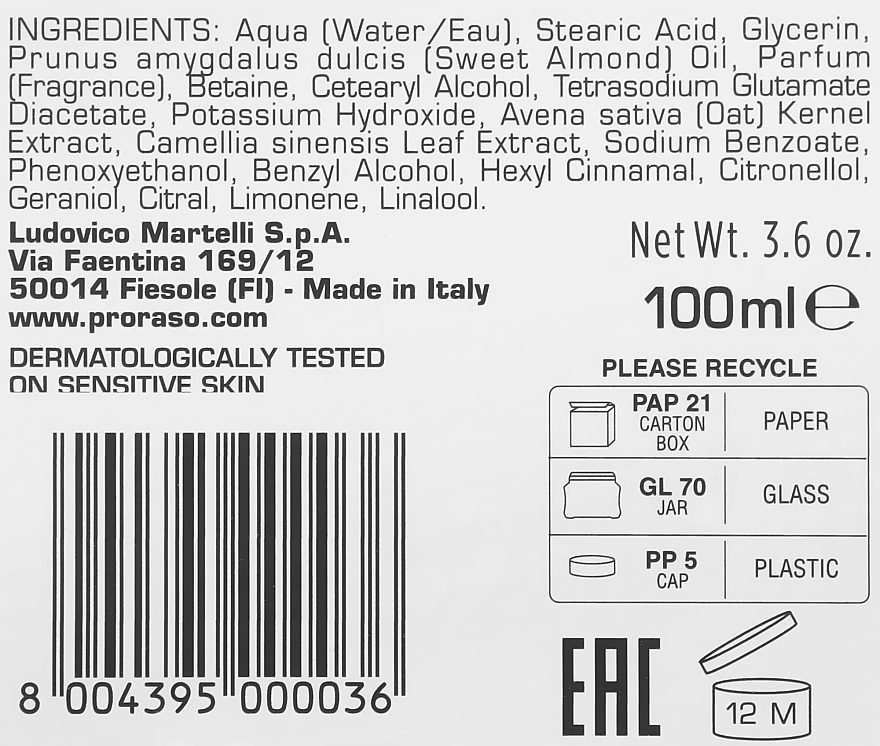 INGREDIENTS: Aqua (Water/Eau), Stearic Acid, Glycerin,
Prunus amygdalus dulcis (Sweet Almond) Oil, Parfum
(Fragrance), Betaine, Cetearyl Alcohol, Tetrasodium Glutamate
Diacetate, Potassium Hydroxide, Avena sativa (Oat) Kernel
Extract, Camellia sinensis Leaf Extract, Sodium Benzoate,
Phenoxyethanol, Benzyl Alcohol, Hexyl Cinnamal, Citronellol,
Geraniol, Citral, Limonene, Linalool.
Ludovico Martelli S.p.A.
Via Faentina 169/12
50014 Fiesole (FI) - Made in Italy
www.proraso.com
DERMATOLOGICALLY TESTED
ON SENSITIVE SKIN
Net Wt. 3.6 oz.
100ml e
PLEASE RECYCLE
PAP 21
CARTON
BOX
PAPER
GL 70
JAR
GLASS
PP 5
CAP
PLASTIC
8 004395 000036
EAC
12 M